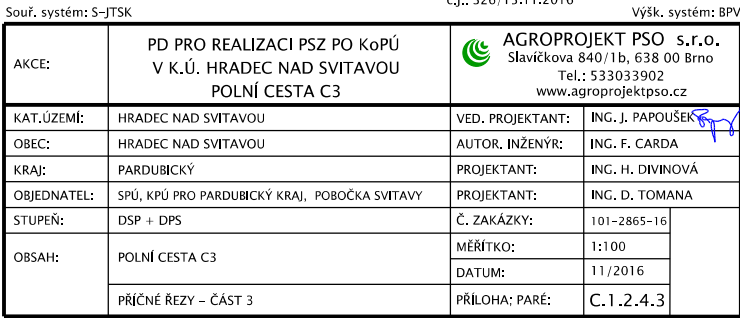 č.j.: 326/15.11.2016
Souř. systém: S-JTSK
Výšk. systém: BPV
AKCE:
PD PRO REALIZACI PSZ PO KoPÚ
V K.Ú. HRADEC NAD SVITAVOU
POLNÍ CESTA C3
AGROPROJEKT PSO s.r.o.
Slavíčkova 840/1b, 638 00 Brno
Tel.: 533033902
www.agroprojektpso.cz
KAT.ÚZEMÍ: HRADEC NAD SVITAVOU VED. PROJEKTANT: ING. J. PAPOUŠEK
OBEC: HRADEC NAD SVITAVOU AUTOR. INŽENÝR: ING. F. CARDA
KRAJ: PARDUBICKÝ PROJEKTANT: ING. H. DIVINOVÁ
OBJEDNATEL: SPÚ, KPÚ PRO PARDUBICKÝ KRAJ, POBOČKA SVITAVY PROJEKTANT: ING. D. TOMANA
STUPEŇ: DSP + DPS Č. ZAKÁZKY: 101-2865-16
OBSAH: POLNÍ CESTA C3 MĚŘÍTKO: 1:100
DATUM: 11/2016
PŘÍČNÉ ŘEZY - ČÁST 3 PŘÍLOHA; PARÉ: C.1.2.4.3